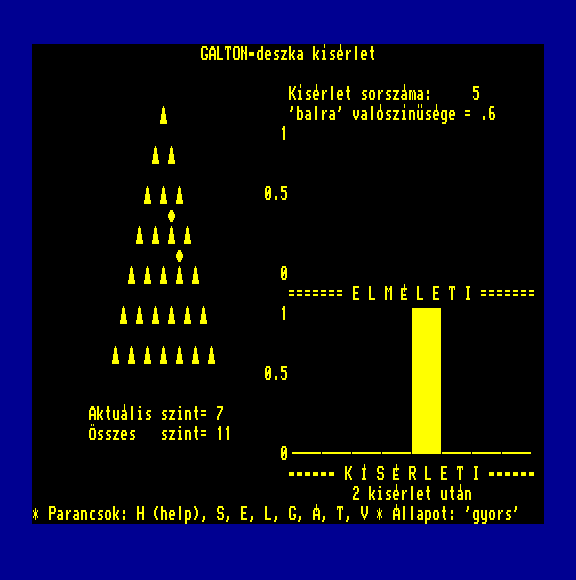 GALTON-deszka kisérlet
Kisérlet sorszáma: 5
'balra' valószinüsége = .6
1
0.5
0
======= E L M É L E T I =======
1
0.5
Aktuális szint= 7
Összes szint= 11
0
------ K Í S É R L E T I ------
2 kisérlet után
* Parancsok: H (help), S, E, L, G, Á, T, V * Állapot: 'gyors'